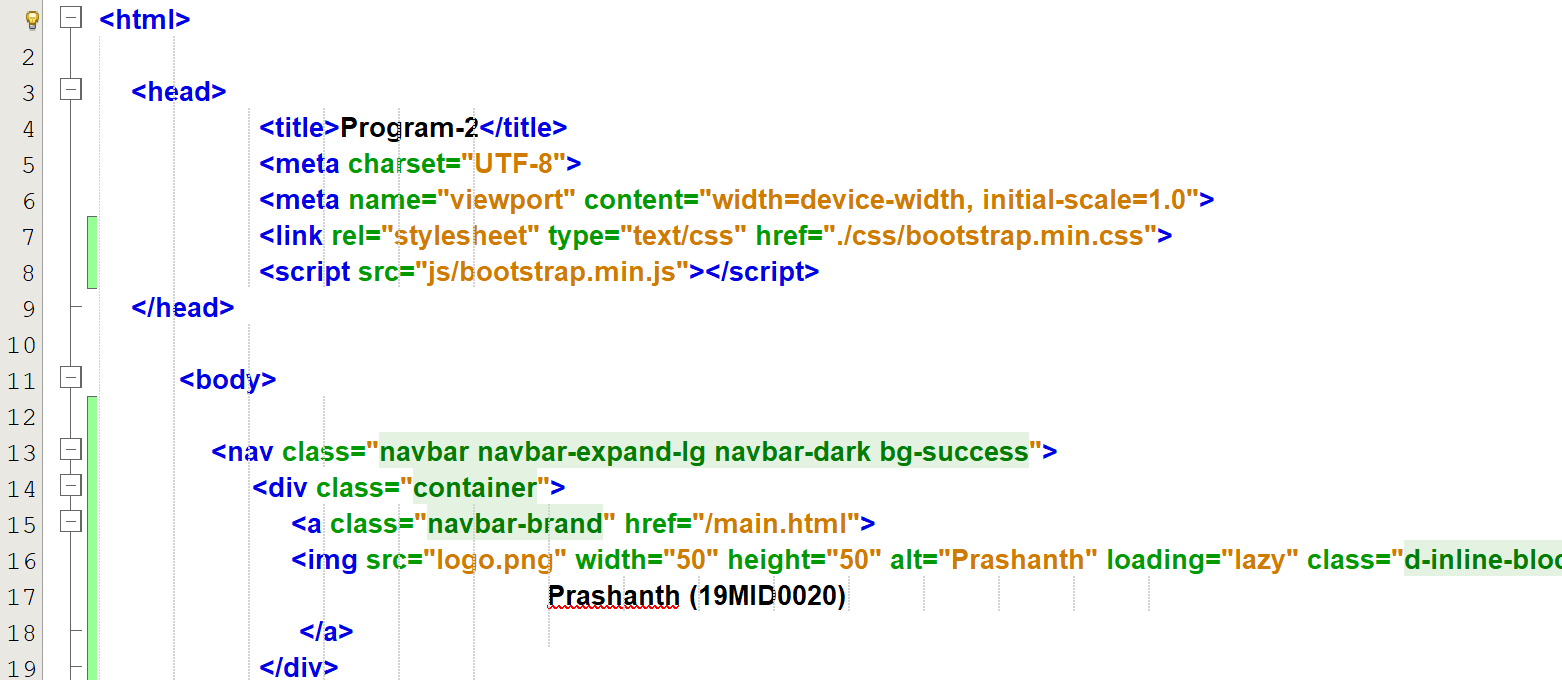 <html>
2
3 <head>
4 <title>Program-2</title>
5 <meta charset="UTF-8">
6 <meta name="viewport" content="width=device-width, initial-scale=1.0">
7 <link rel="stylesheet" type="text/css" href="./css/bootstrap.min.css">
8 <script src="js/bootstrap.min.js"></script>
9 </head>
10
11 <body>
12
13 <nav class="navbar navbar-expand-lg navbar-dark bg-success">
14 <div class="container">
15 <a class="navbar-brand" href="/main.html">
16 <img src="logo.png" width="50" height="50" alt="Prashanth" loading="lazy" class="d-inline-bloc
17 Prashanth (19MID0020)
18 </a>
19 </div>